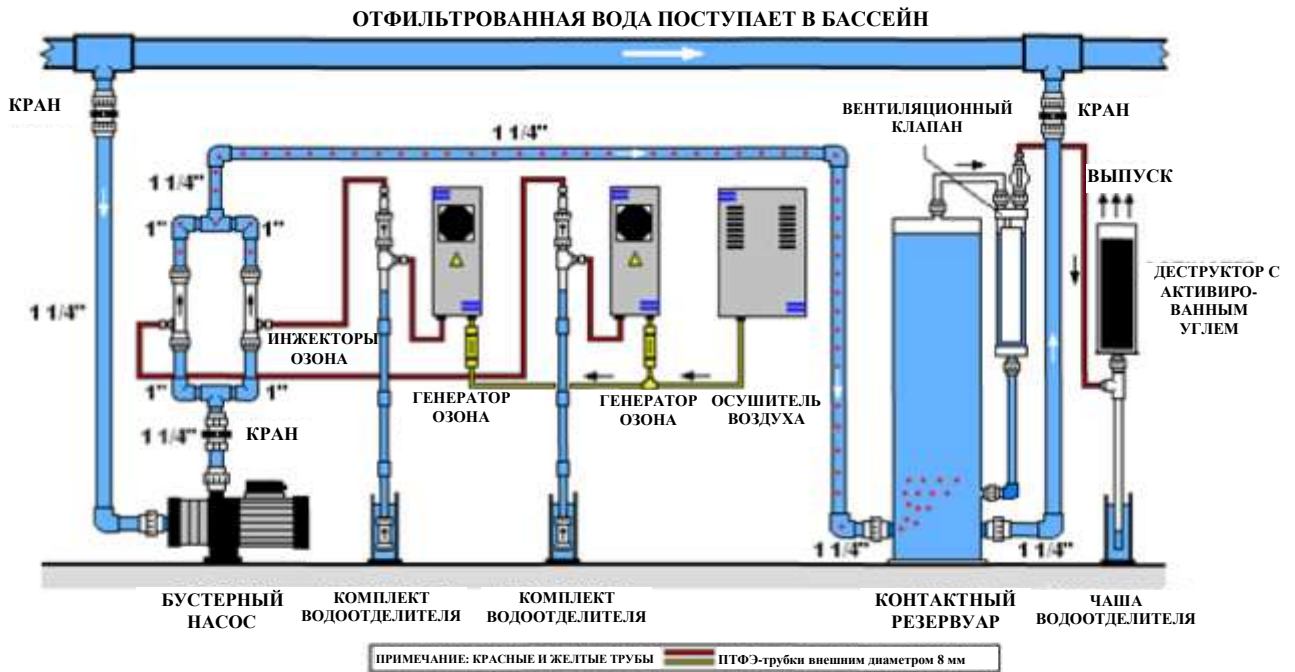 ОТФИЛЬТРОВАННАЯ ВОДА ПОСТУПАЕТ В БАССЕЙН
КРАН
1 1/4"
ВЕНТИЛЯЦИОННЫЙ
КЛАПАН
КРАН
1 1/4"
ВЫПУСК
1"
1"
1 1/4"
ИНЖЕКТОРЫ
ОЗОНА
ДЕСТРУКТОР С
АКТИВИРО-
ВАННЫМ
УГЛЕМ
1"
1"
ГЕНЕРАТОР
ОЗОНА
ГЕНЕРАТОР
ОЗОНА
ОСУШИТЕЛЬ
ВОЗДУХА
1 1/4"
КРАН
1 1/4"
1 1/4"
БУСТЕРНЫЙ
НАСОС
КОМПЛЕКТ
ВОДООТДЕЛИТЕЛЯ
КОМПЛЕКТ
ВОДООТДЕЛИТЕЛЯ
КОНТАКТНЫЙ
РЕЗЕРВУАР
ЧАША
ВОДООТДЕЛИТЕЛЯ
ПРИМЕЧАНИЕ: КРАСНЫЕ И ЖЕЛТЫЕ ТРУБЫ ПТФЭ-трубки внешним диаметром 8 мм